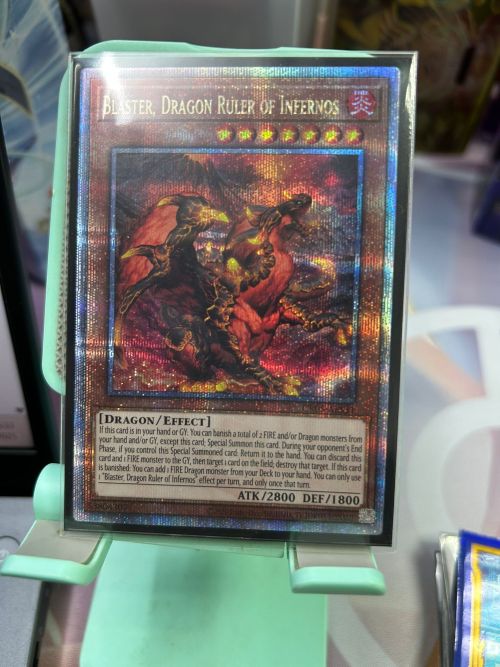 BLASTER, DRAGON RULER OF INFERNOS
炎
[DRAGON/EFFECT]
If this card is in your hand or GY: You can banish a total of 2 FIRE and/or Dragon monsters from
your hand and/or GY, except this card; Special Summon this card. During your opponent's End
Phase, if you control this Special Summoned card: Return it to the hand. You can discard this
card and 1 FIRE monster to the GY, then target 1 card on the field; destroy that target. If this card
is banished: You can add 1 FIRE Dragon monster from your Deck to your hand. You can only use
1 "Blaster, Dragon Ruler of Infernos" effect per turn, and only once that turn.
ATK/2800 DEF/1800